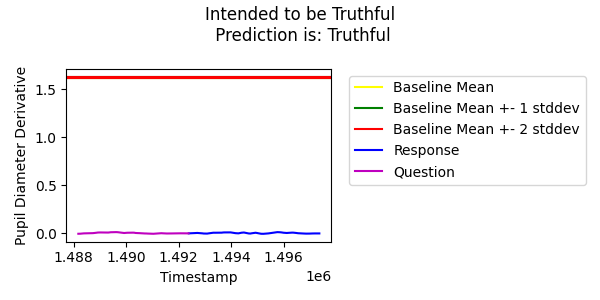 Intended to be Truthful
Prediction is: Truthful
Pupil Diameter Derivative
1.5
1.0
0.5
0.0
1.488 1.490 1.492 1.494 1.496
1e6
Timestamp
Baseline Mean
Baseline Mean +- 1 stddev
Baseline Mean +- 2 stddev
Response
Question